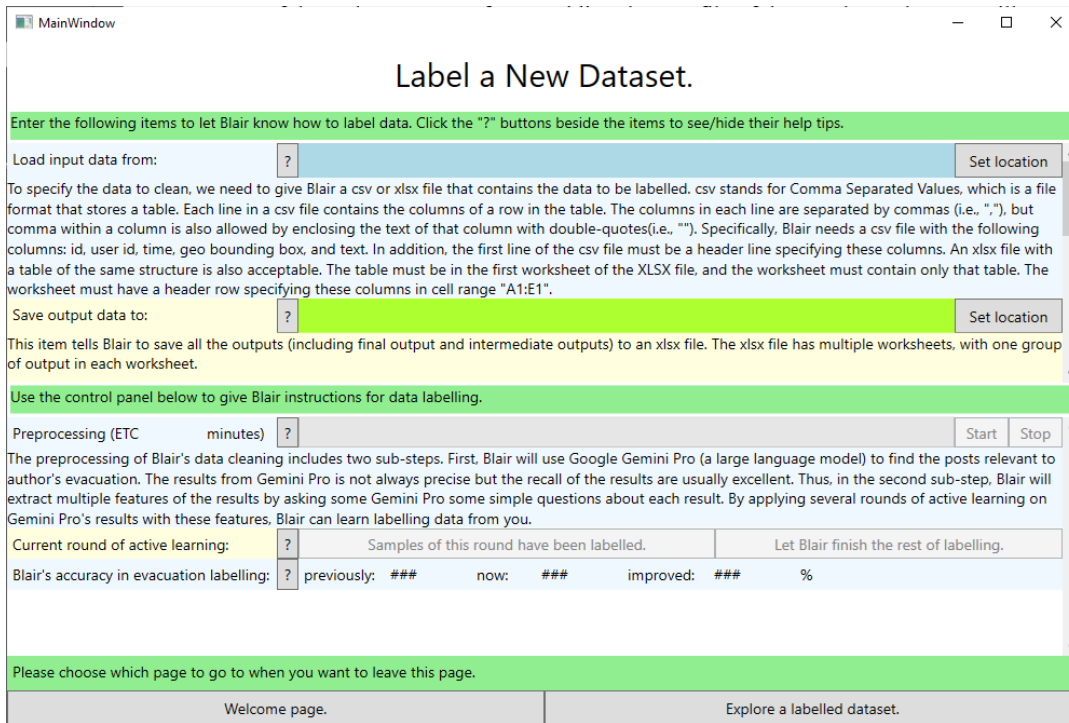 MainWindow
Label a New Dataset.
Enter the following items to let Blair know how to label data. Click the "?" buttons beside the items to see/hide their help tips.
Load input data from: ? Set location
To specify the data to clean, we need to give Blair a csv or xlsx file that contains the data to be labelled. csv stands for Comma Separated Values, which is a file
format that stores a table. Each line in a csv file contains the columns of a row in the table. The columns in each line are separated by commas (i.e., ","), but
comma within a column is also allowed by enclosing the text of that column with double-quotes(i.e., ""). Specifically, Blair needs a csv file with the following
columns: id, user id, time, geo bounding box, and text. In addition, the first line of the csv file must be a header line specifying these columns. An xlsx file with
a table of the same structure is also acceptable. The table must be in the first worksheet of the XLSX file, and the worksheet must contain only that table. The
worksheet must have a header row specifying these columns in cell range "A1:E1".
Save output data to: ? Set location
This item tells Blair to save all the outputs (including final output and intermediate outputs) to an xlsx file. The xlsx file has multiple worksheets, with one group
of output in each worksheet.
Use the control panel below to give Blair instructions for data labelling.
Preprocessing (ETC minutes) ? Start Stop
The preprocessing of Blair's data cleaning includes two sub-steps. First, Blair will use Google Gemini Pro (a large language model) to find the posts relevant to
author's evacuation. The results from Gemini Pro is not always precise but the recall of the results are usually excellent. Thus, in the second sub-step, Blair will
extract multiple features of the results by asking some Gemini Pro some simple questions about each result. By applying several rounds of active learning on
Gemini Pro's results with these features, Blair can learn labelling data from you.
Current round of active learning: ? Samples of this round have been labelled. Let Blair finish the rest of labelling.
Blair's accuracy in evacuation labelling: ? previously: ### now: ### improved: ### %
Please choose which page to go to when you want to leave this page.
Welcome page. Explore a labelled dataset.